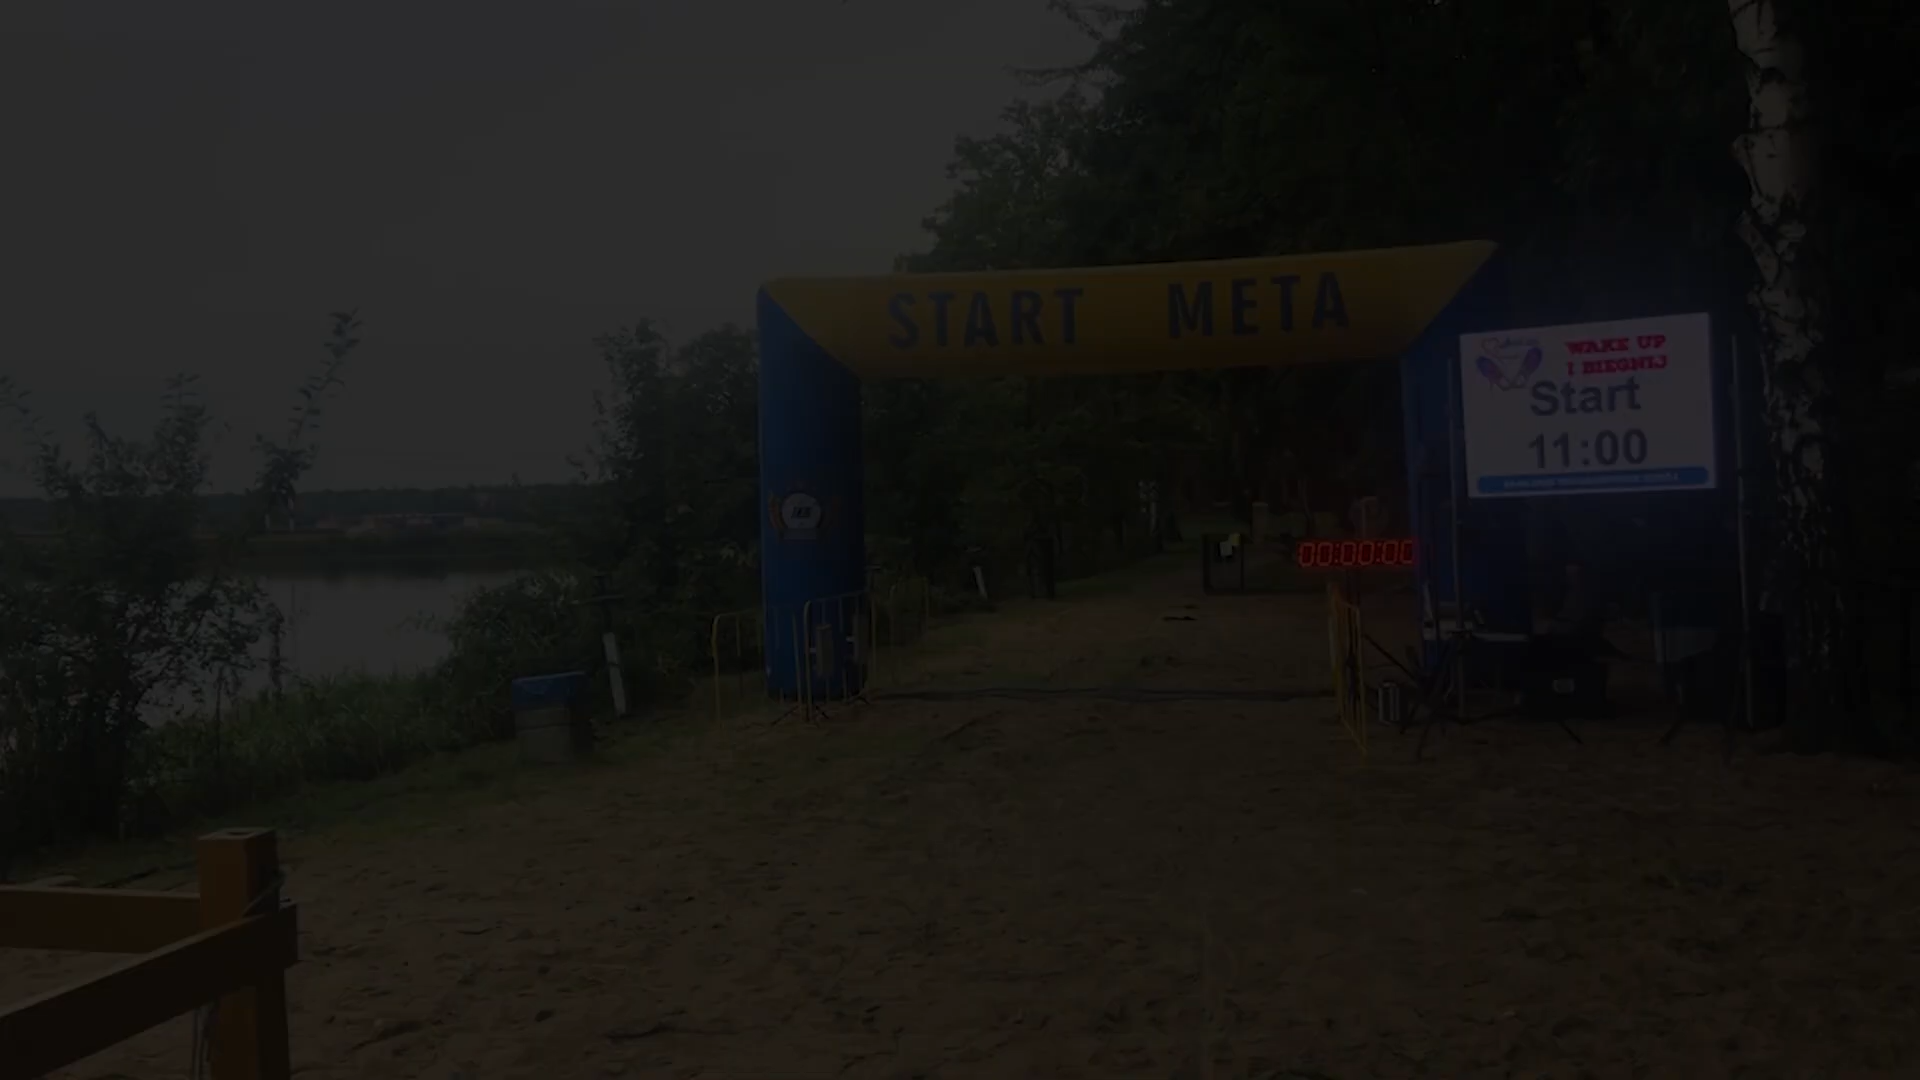 START META
WAKE UP
I BIEGNIJ
Start
11:00
00:00:00